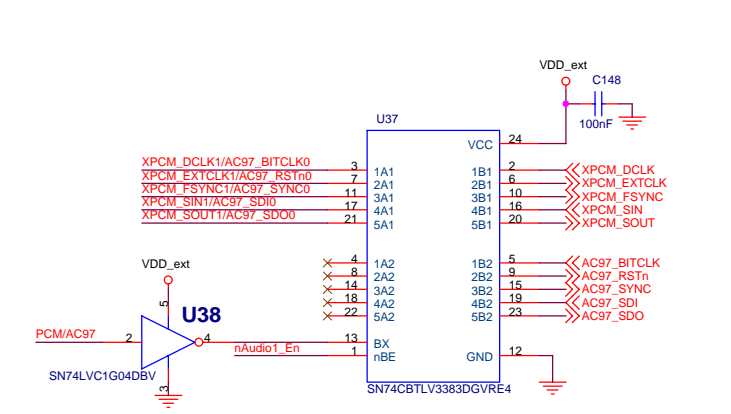 VDD_ext
C148
100nF
U37
24
VCC
XPCM_DCLK1/AC97_BITCLK0 3 1A1 1B1 2 XPCM_DCLK
XPCM_EXTCLK1/AC97_RSTn0 7 2A1 2B1 6 XPCM_EXTCLK
XPCM_FSYNC1/AC97_SYNC0 11 3A1 3B1 10 XPCM_FSYNC
XPCM_SIN1/AC97_SDI0 17 4A1 4B1 16 XPCM_SIN
XPCM_SOUT1/AC97_SDO0 21 5A1 5B1 20 XPCM_SOUT
4 1A2 1B2 5 AC97_BITCLK
8 2A2 2B2 9 AC97_RSTn
14 3A2 3B2 15 AC97_SYNC
18 4A2 4B2 19 AC97_SDI
22 5A2 5B2 23 AC97_SDO
VDD_ext
5
U38
PCM/AC97 2 4 13 BX
nAudio1_En 1 nBE GND 12
SN74LVC1G04DBV
3
SN74CBTLV3383DGVRE4